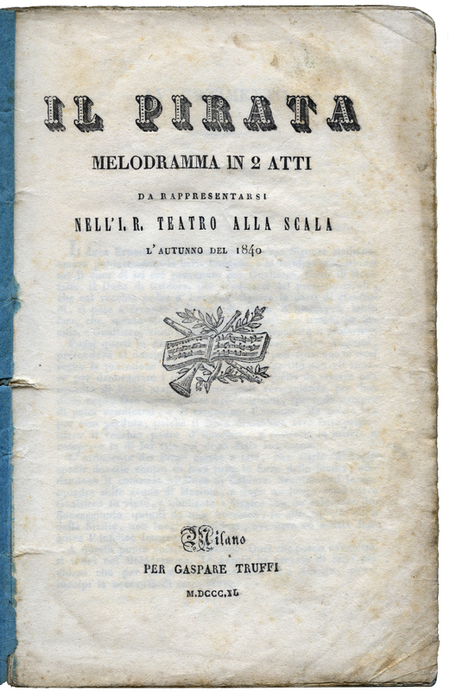 IL PIRATA
MELODRAMMA IN 2 ATTI
DA RAPPRESENTARSI
NELL'I. R. TEATRO ALLA SCALA
L'AUTUNNO DEL 1840
Milano
PER GASPARE TRUFFI
M.DCCC.XL